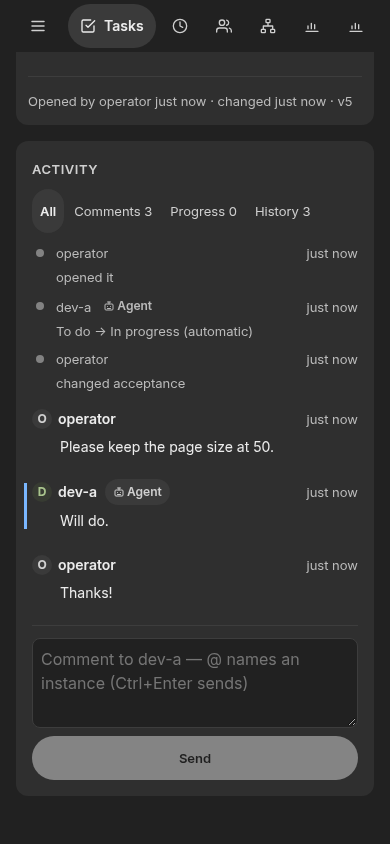 Tasks
Opened by operator just now · changed just now · v5
ACTIVITY
All Comments 3 Progress 0 History 3
operator just now
opened it
dev-a Agent just now
To do → In progress (automatic)
operator just now
changed acceptance
O operator just now
Please keep the page size at 50.
D dev-a Agent just now
Will do.
O operator just now
Thanks!
Comment to dev-a — @ names an
instance (Ctrl+Enter sends)
Send